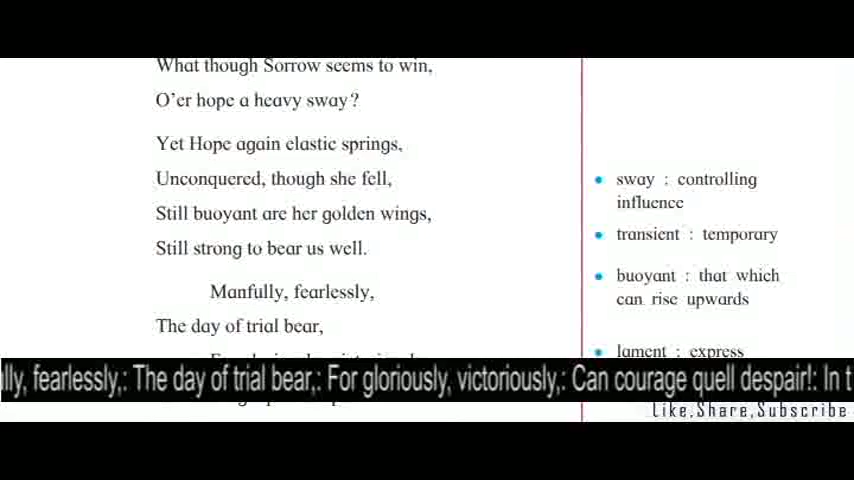 What though Sorrow seems to win,
O'er hope a heavy sway?
Yet Hope again elastic springs,
Unconquered, though she fell,
Still buoyant are her golden wings,
Still strong to bear us well.
Manfully, fearlessly,
The day of trial bear,
sway : controlling
influence
transient : temporary
buoyant : that which
can rise upwards
lament : express
fearlessly,: The day of trial bear,: For gloriously, victoriously,: Can courage quell despair!: In
Like,Share,Subscribe